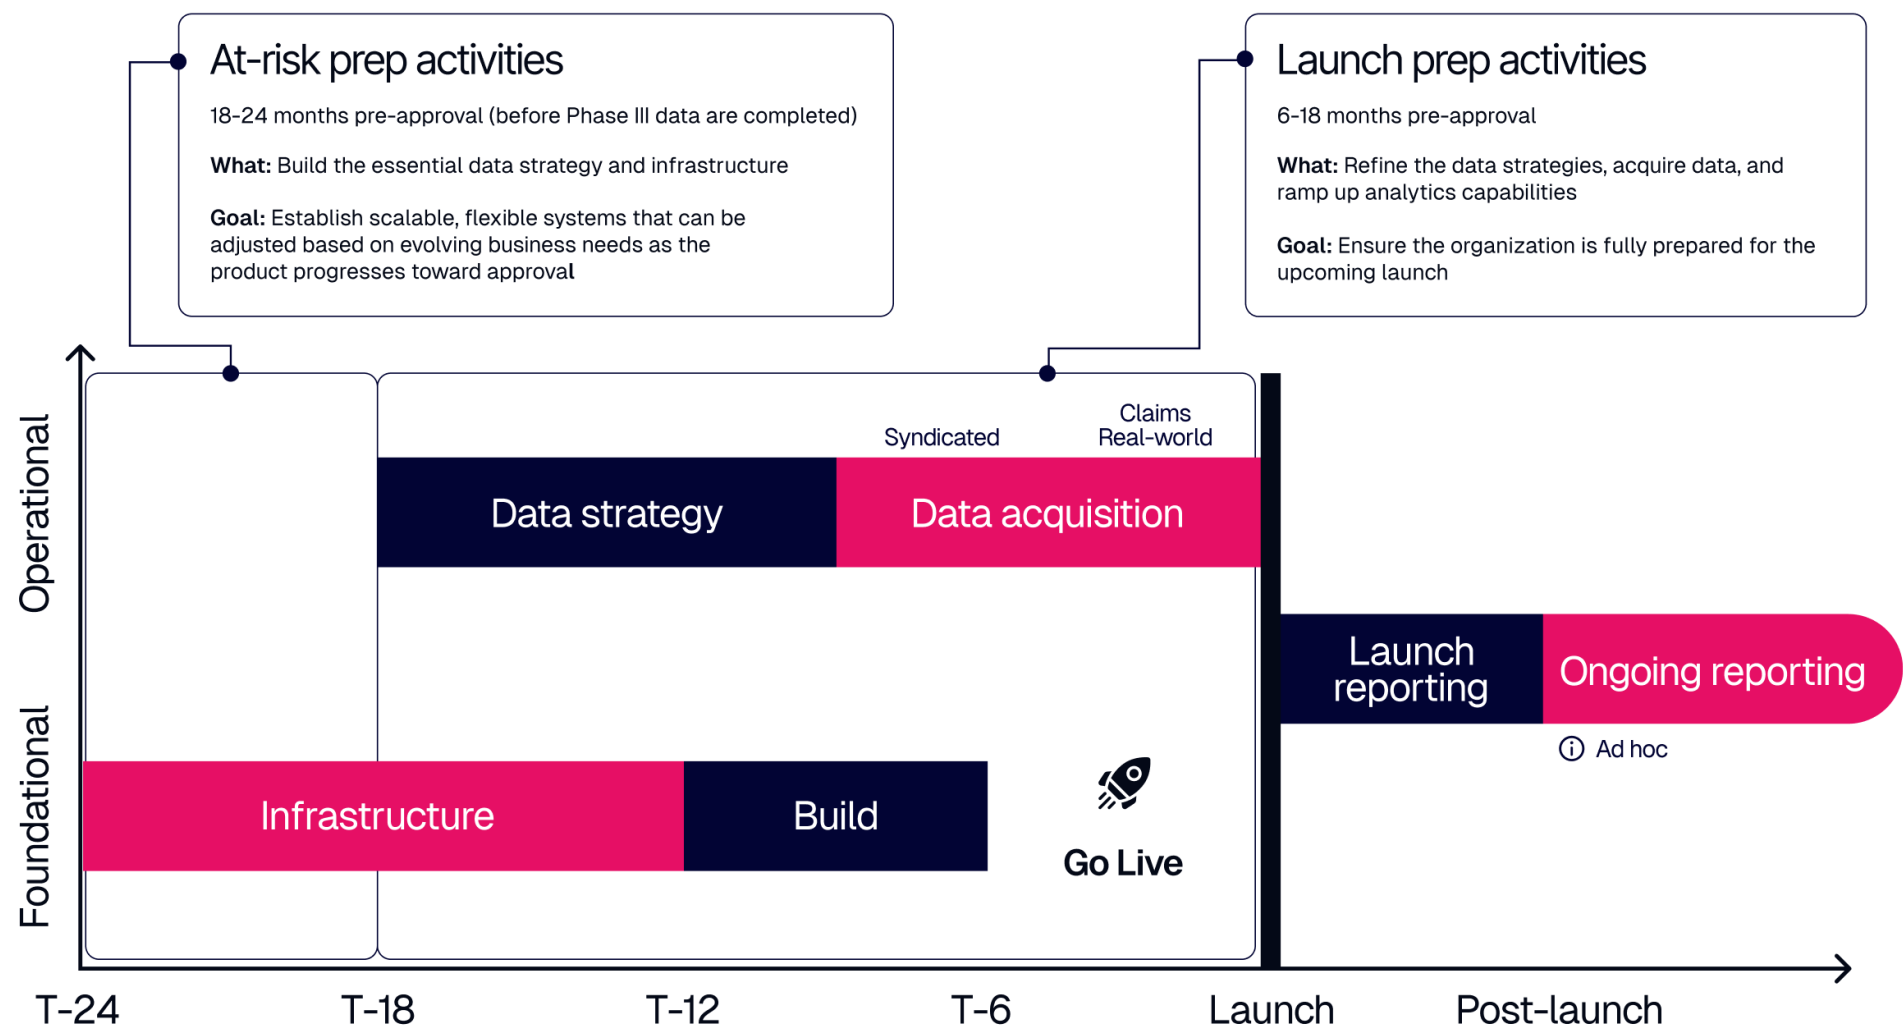 At-risk prep activities
18-24 months pre-approval (before Phase III data are completed)
What: Build the essential data strategy and infrastructure
Goal: Establish scalable, flexible systems that can be
adjusted based on evolving business needs as the
product progresses toward approval
Launch prep activities
6-18 months pre-approval
What: Refine the data strategies, acquire data, and
ramp up analytics capabilities
Goal: Ensure the organization is fully prepared for the
upcoming launch
Operational
Foundational
Syndicated
Claims
Real-world
Data strategy
Data acquisition
Launch
reporting
Ongoing reporting
Ad hoc
Infrastructure
Build
Go Live
T-24
T-18
T-12
T-6
Launch
Post-launch